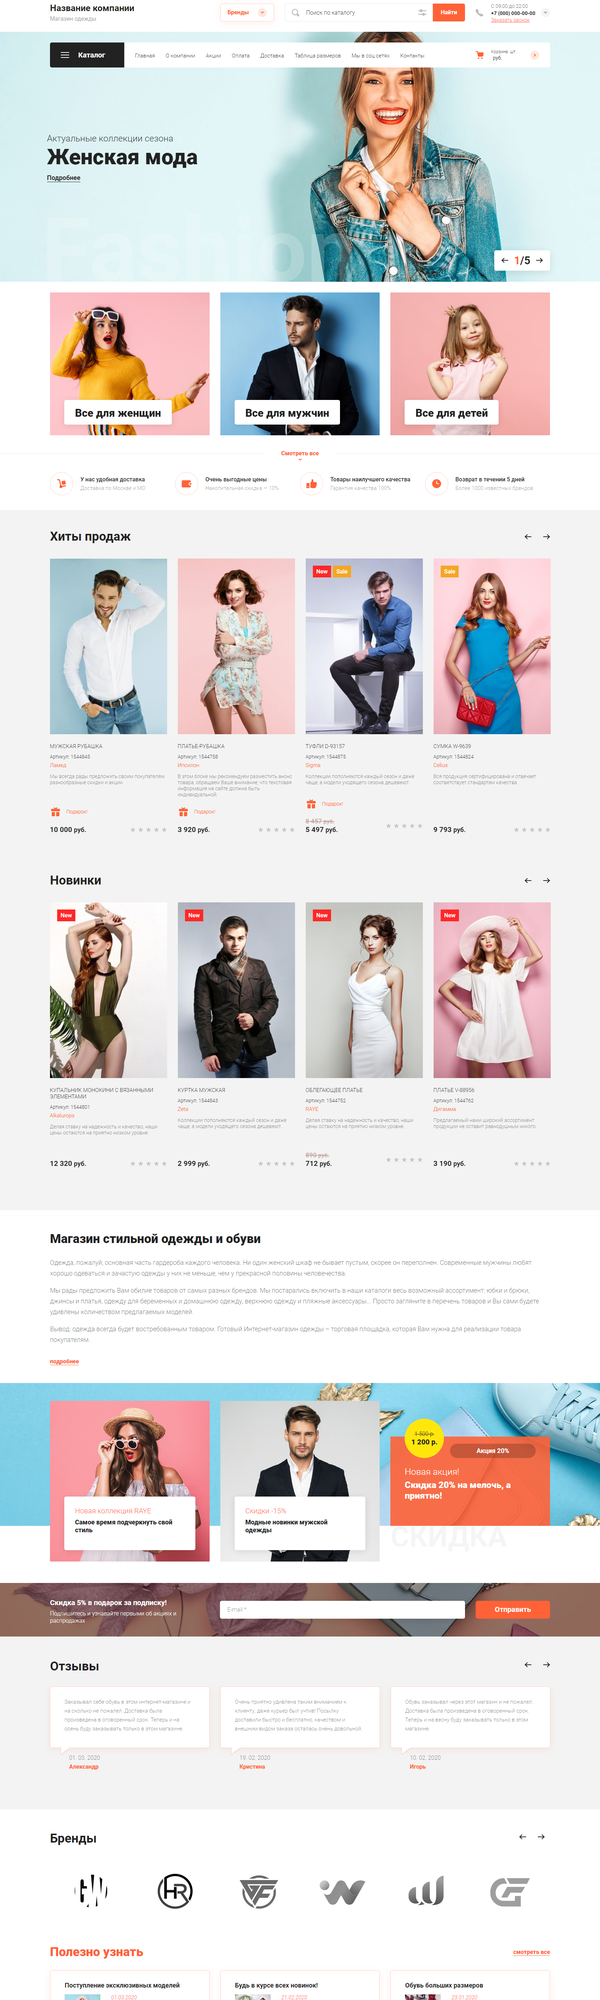 Название компании
Магазин одежды
Бренды
Поиск по каталогу
Найти
С 09:00 до 22:00
+7 (000) 000-00-00
Заказать звонок
Каталог
Главная
О компании
Акции
Оплата
Доставка
Таблица размеров
Мы в соц сетях
Контакты
руб.
Актуальные коллекции сезона
Женская мода
Подробнее
Fashion
1/5
Все для женщин
Все для мужчин
Все для детей
Смотреть все
У нас удобная доставка
Доставка по Москве и МО
Очень выгодные цены
Накопительная скидка — 10%
Товары наилучшего качества
Гарантия качества 100%
Возврат в течении 5 дней
Более 1000 известных брендов
Хиты продаж
New
Sale
Sale
МУЖСКАЯ РУБАШКА
Артикул: 1544845
Ламед
Мы всегда рады предложить своим покупателям
разнообразные скидки и акции
Подарок!
10 000 руб.
ПЛАТЬЕ-РУБАШКА
Артикул: 1544758
Ипсилон
В этом блоке мы рекомендуем разместить анонс
товара, обращаем Ваше внимание, что текстовая
информация на сайте должна быть
индивидуальной.
Подарок!
3 920 руб.
ТУФЛИ D-93157
Артикул: 1544875
Sigma
Коллекции пополняются каждый сезон и даже
чаще, а модели уходящего сезона дешевеют.
Подарок!
8 457 руб.
5 497 руб.
СУМКА W-9639
Артикул: 1544824
Celius
Вся продукция сертифицирована и отвечает
соответствует стандартам качества.
9 793 руб.
Новинки
New
New
New
New
КУПАЛЬНИК МОНОКИНИ С ВЯЗАННЫМИ
ЭЛЕМЕНТАМИ
Артикул: 1544801
Alkalurops
Делая ставку на надежность и качество, наши
цены остаются на приятно низком уровне.
12 320 руб.
КУРТКА МУЖСКАЯ
Артикул: 1544843
Zeta
Коллекции пополняются каждый сезон и даже
чаще, а модели уходящего сезона дешевеют.
2 999 руб.
ОБЛЕГАЮЩЕЕ ПЛАТЬЕ
Артикул: 1544752
RAYE
Делая ставку на надежность и качество, наши
цены остаются на приятно низком уровне.
890 руб.
712 руб.
ПЛАТЬЕ V-88956
Артикул: 1544762
Дигамма
Предлагаемый нами широкий ассортимент
продукции не оставит равнодушным никого.
3 190 руб.
Магазин стильной одежды и обуви
Одежда, пожалуй, основная часть гардероба каждого человека. Ни один женский шкаф не бывает пустым, скорее он переполнен. Современные мужчины любят
хорошо одеваться и зачастую одежды у них не меньше, чем у прекрасной половины человечества.
Мы рады предложить Вам обилие товаров от самых разных брендов. Мы постарались включить в наши каталоги весь возможный ассортимент: юбки и брюки,
джинсы и платья, одежду для беременных и домашнюю одежду, верхнюю одежду и пляжные аксессуары... Просто загляните в перечень товаров и Вы сами будете
удивлены количеством предлагаемых моделей.
Вывод: одежда всегда будет востребованным товаром. Готовый Интернет-магазин одежды – торговая площадка, которая Вам нужна для реализации товара
покупателям.
подробнее
Новая коллекция RAYE
Самое время подчеркнуть свой
стиль
Скидки -15%
Модные новинки мужской
одежды
1 500 р.
1 200 р.
Акция 20%
Новая акция!
Скидка 20% на мелочь, а
приятно!
СКИДКА
Скидка 5% в подарок за подписку!
Подпишитесь и узнавайте первыми об акциях и
распродажах
E-mail *
Отправить
Отзывы
Заказывал себе обувь в этом интернет-магазине и
на сколько не пожалел. Доставка была
произведена в оговоренный срок. Теперь и на
осень буду заказывать только в этом магазине.
01. 03. 2020
Александр
Очень приятно удивлена таким вниманием к
клиенту, даже курьер был учтив! Посылку
доставили быстро и бесплатно, качеством и
внешним видом заказа осталась очень довольной.
19. 02. 2020
Кристина
Обувь заказывал через этот магазин и не пожалел.
Доставка была произведена в оговоренный срок.
Теперь и на весну буду заказывать только в этом
магазине.
10. 02. 2020
Игорь
Бренды
Полезно узнать
смотреть все
Поступление эксклюзивных моделей
01.03.2020
Будь в курсе всех новинок!
21.02.2020
Обувь больших размеров
23.01.2020